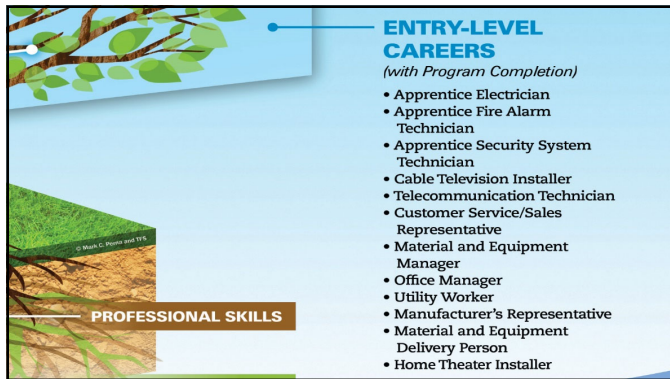 ENTRY-LEVEL
CAREERS
(with Program Completion)
• Apprentice Electrician
• Apprentice Fire Alarm
Technician
• Apprentice Security System
Technician
• Cable Television Installer
• Telecommunication Technician
• Customer Service/Sales
Representative
• Material and Equipment
Manager
• Office Manager
• Utility Worker
• Manufacturer's Representative
• Material and Equipment
Delivery Person
• Home Theater Installer
© Mark C. Perna and TFS
PROFESSIONAL SKILLS